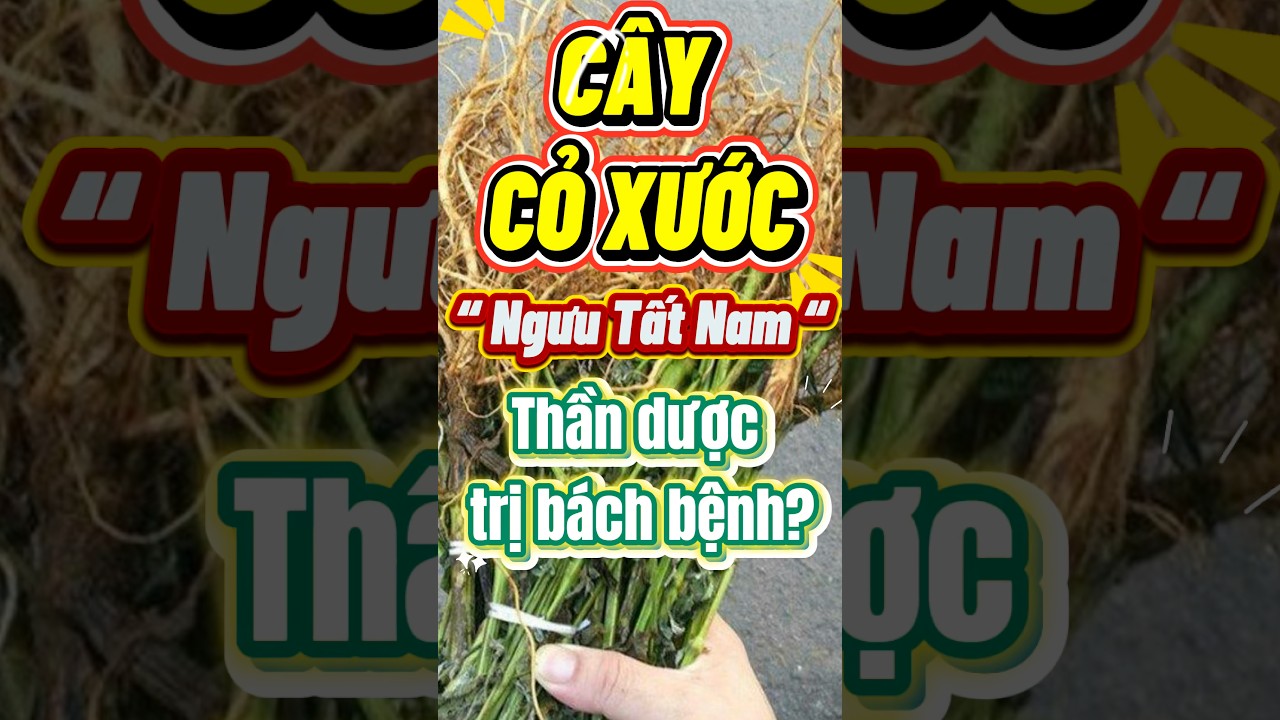 CÂY
CỎ XƯỚC
“ Ngưu Tất Nam “
Thần dược
trị bách bệnh?